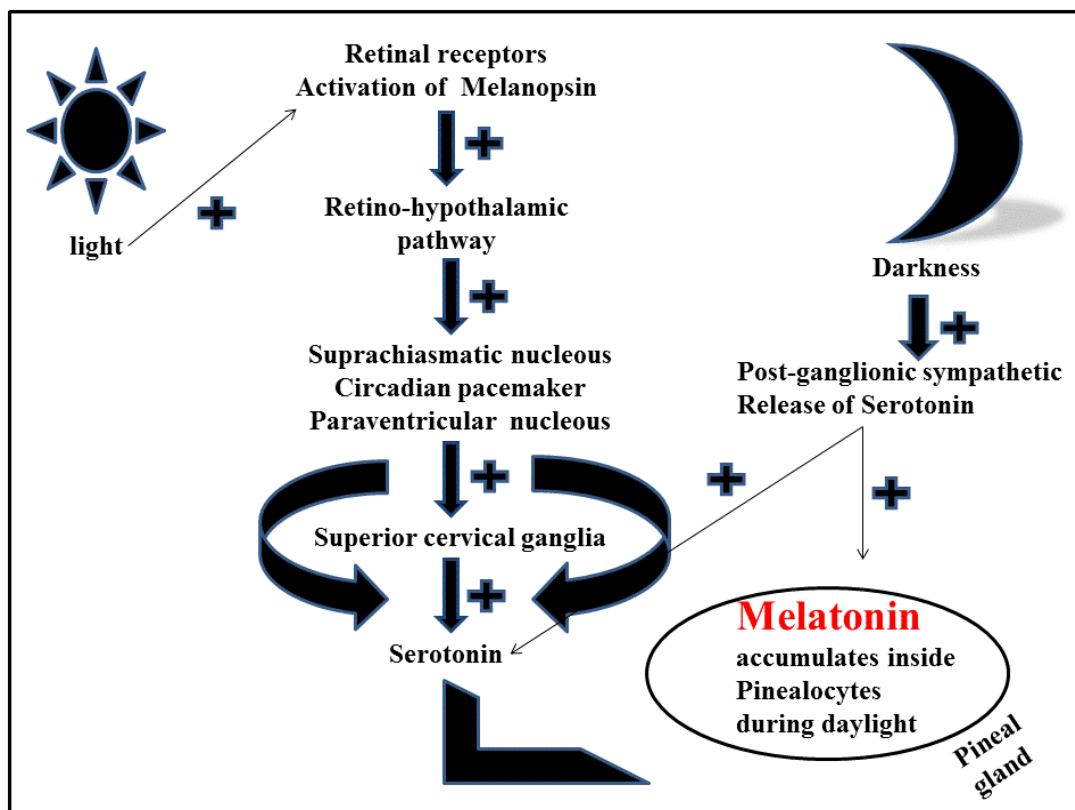 Retinal receptors
Activation of Melanopsin
light
Retino-hypothalamic
pathway
Suprachiasmatic nucleous
Circadian pacemaker
Paraventricular nucleous
Superior cervical ganglia
Serotonin
Darkness
Post-ganglionic sympathetic
Release of Serotonin
Melatonin
accumulates inside
Pinealocytes
during daylight
Pineal
gland